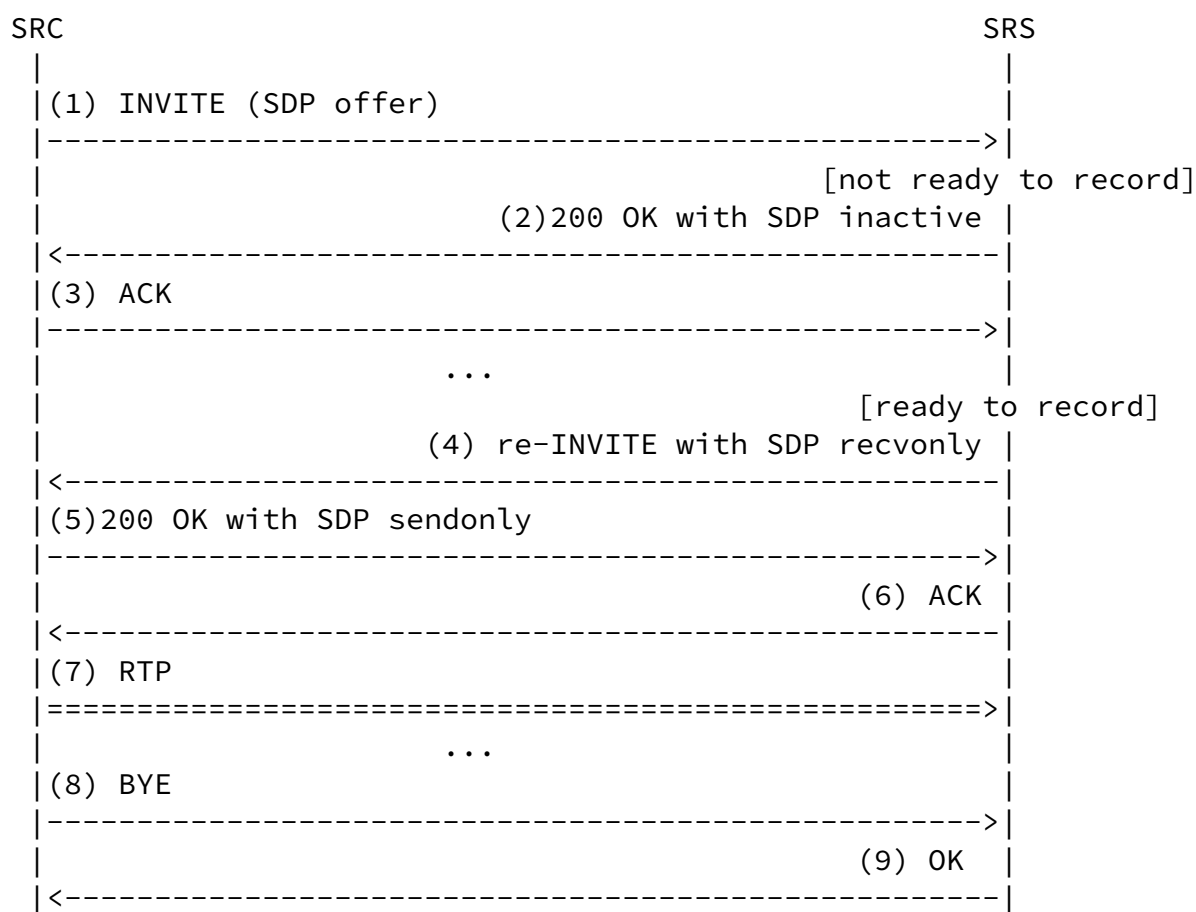 SRC SRS
(1) INVITE (SDP offer)
[not ready to record]
(2)200 OK with SDP inactive
(3) ACK
...
[ready to record]
(4) re-INVITE with SDP recvonly
(5)200 OK with SDP sendonly
(6) ACK
(7) RTP
...
(8) BYE
(9) OK